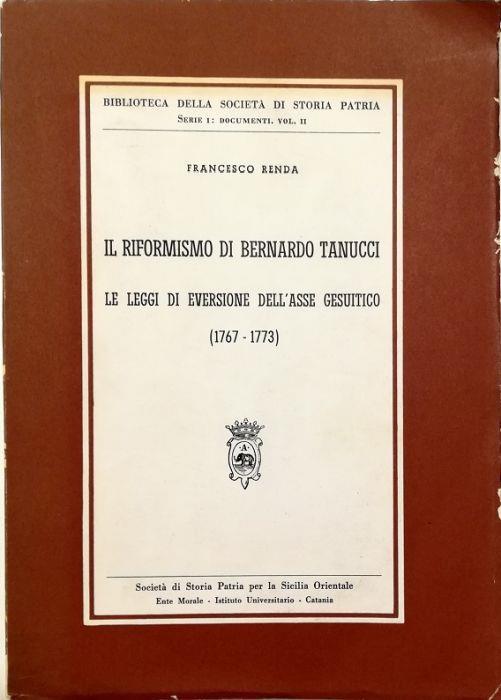 BIBLIOTECA DELLA SOCIETÀ DI STORIA PATRIA
SERIE I: DOCUMENTI. VOL. II
FRANCESCO RENDA
IL RIFORMISMO DI BERNARDO TANUCCI
LE LEGGI DI EVERSIONE DELL'ASSE GESUITICO
(1767 - 1773)
A
Società di Storia Patria per la Sicilia Orientale
Ente Morale - Istituto Universitario - Catania